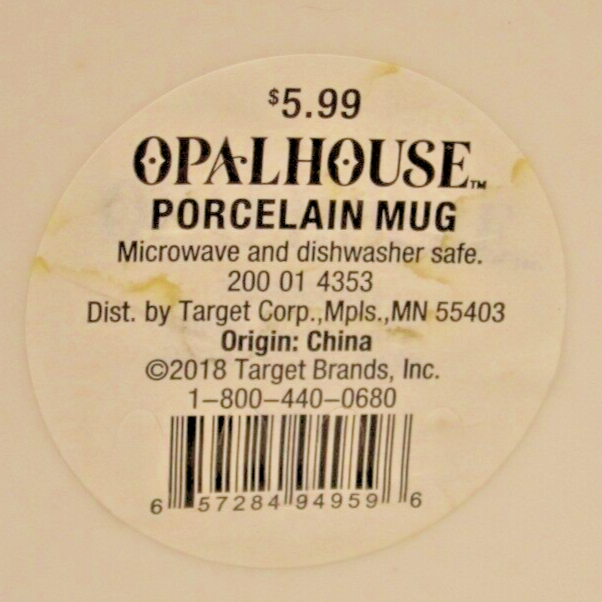 $5.99
OPALHOUSE™
PORCELAIN MUG
Microwave and dishwasher safe.
200 01 4353
Dist. by Target Corp.,Mpls.,MN 55403
Origin: China
©2018 Target Brands, Inc.
1–800–440–0680
6 57284 94959 6